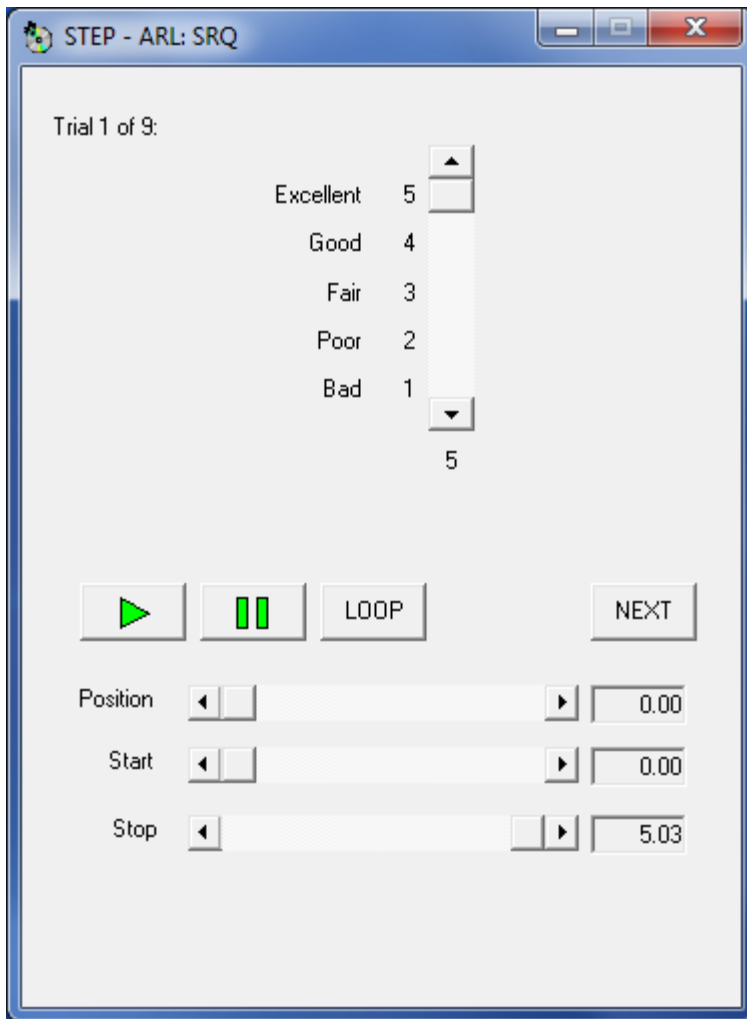 STEP - ARL: SRQ
Trial 1 of 9:
Excellent 5
Good 4
Fair 3
Poor 2
Bad 1
5
LOOP NEXT
Position 0.00
Start 0.00
Stop 5.03